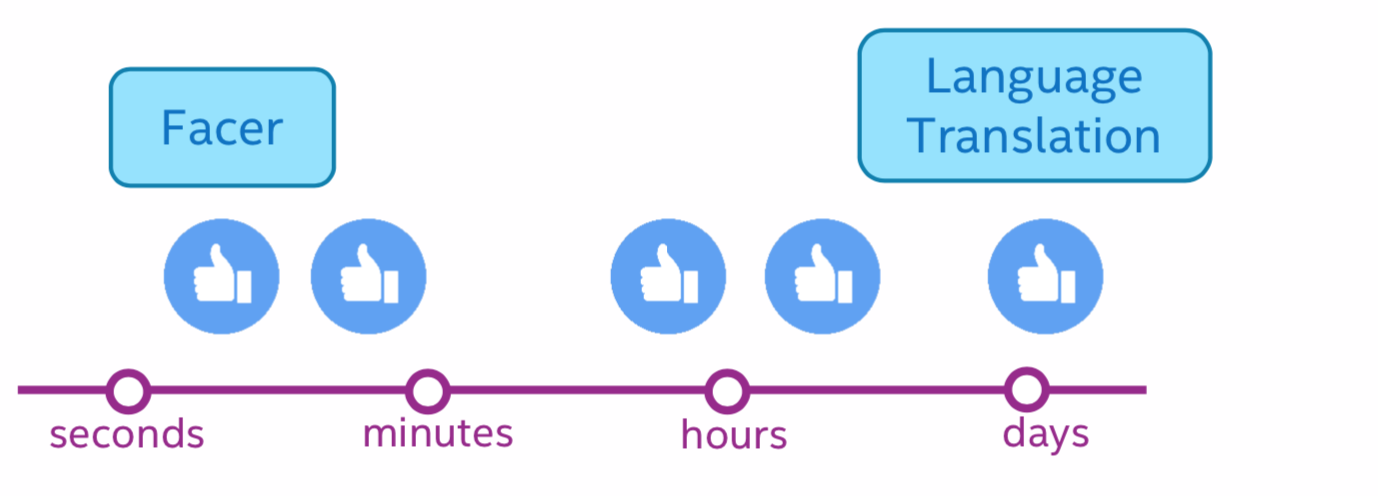 Facer
Language
Translation
seconds
minutes
hours
days